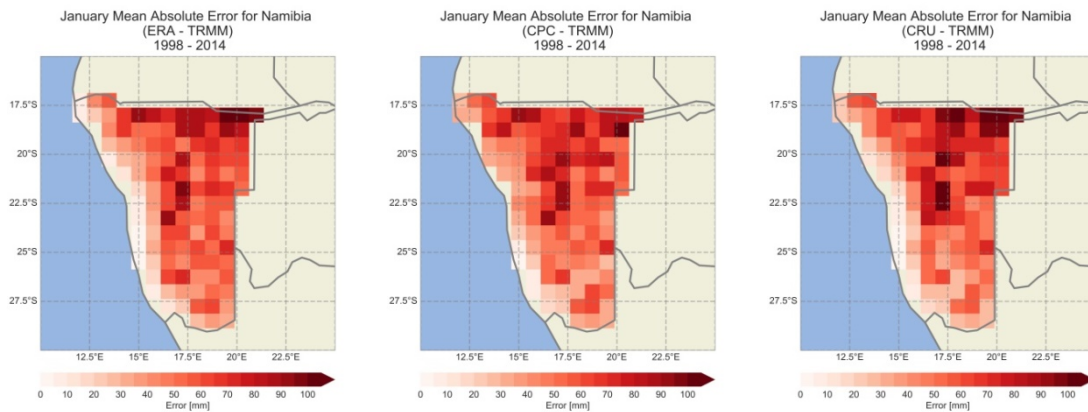 January Mean Absolute Error for Namibia
(ERA - TRMM)
1998 - 2014
17.5°S
20°S
22.5°S
25°S
27.5°S
12.5°E 15°E 17.5°E 20°E 22.5°E
0 10 20 30 40 50 60 70 80 90 100
Error [mm]
January Mean Absolute Error for Namibia
(CPC - TRMM)
1998 - 2014
17.5°S
20°S
22.5°S
25°S
27.5°S
12.5°E 15°E 17.5°E 20°E 22.5°E
0 10 20 30 40 50 60 70 80 90 100
Error [mm]
January Mean Absolute Error for Namibia
(CRU - TRMM)
1998 - 2014
17.5°S
20°S
22.5°S
25°S
27.5°S
12.5°E 15°E 17.5°E 20°E 22.5°E
0 10 20 30 40 50 60 70 80 90 100
Error [mm]